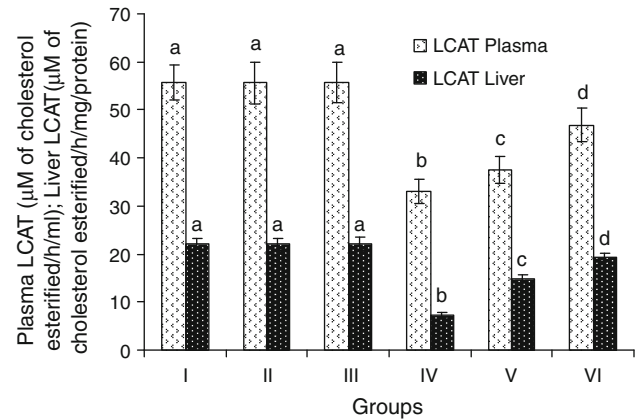 Plasma LCAT (µM of cholesterol
esterified/h/ml); Liver LCAT(µM of
cholesterol esterified/h/mg/protein)
70
60
50
40
30
20
10
0
LCAT Plasma
LCAT Liver
a
a
a
b
c
d
a
a
a
b
c
d
I
II
III
IV
V
VI
Groups